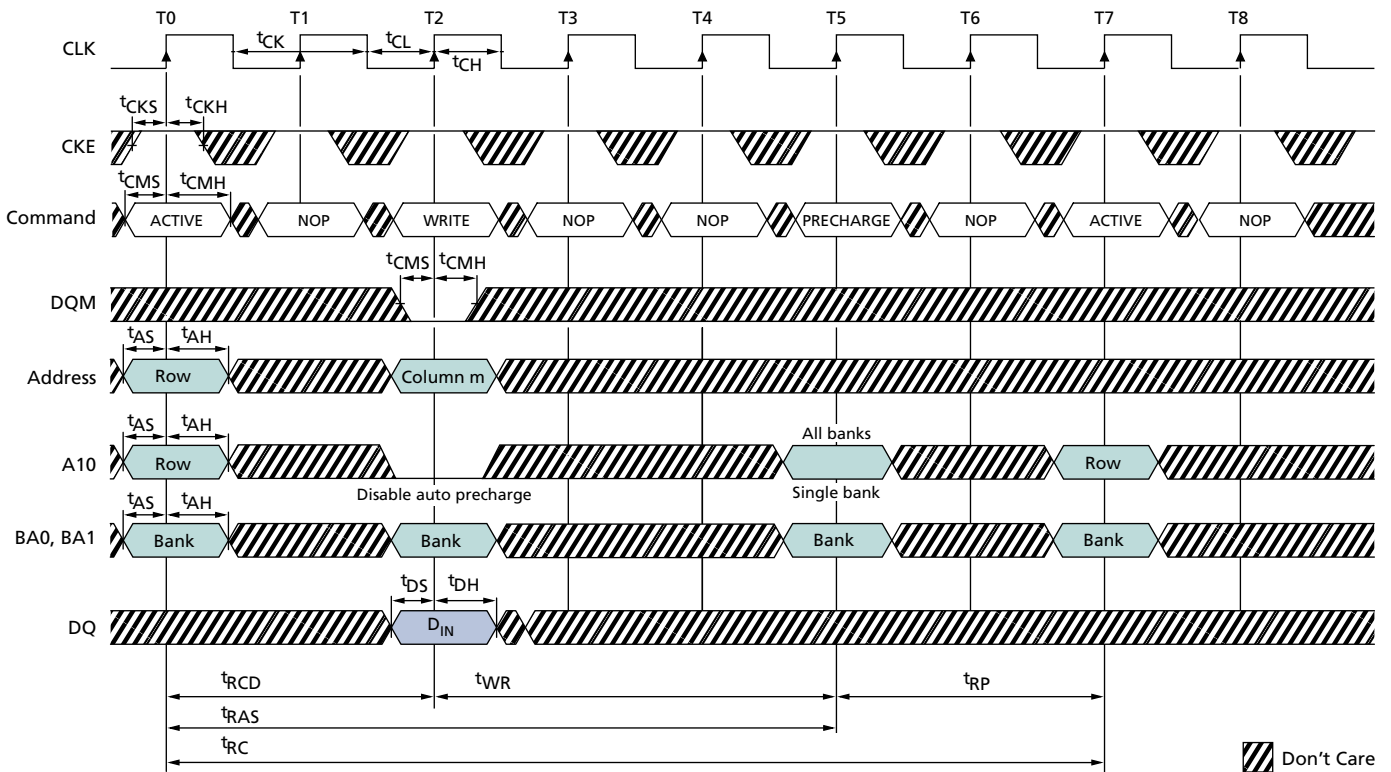 T0 T1 T2 T3 T4 T5 T6 T7 T8
CLK tCK tCL tCH
tCKS tCKH
CKE
tCMS tCMH
Command ACTIVE NOP WRITE NOP NOP PRECHARGE NOP ACTIVE NOP
tCMS tCMH
DQM
tAS tAH
Address Row Column m
tAS tAH All banks
A10 Row Row
Disable auto precharge Single bank
tAS tAH
BA0, BA1 Bank Bank Bank Bank
tDS tDH
DQ DIN
tRCD tWR tRP
tRAS
tRC
Don't Care